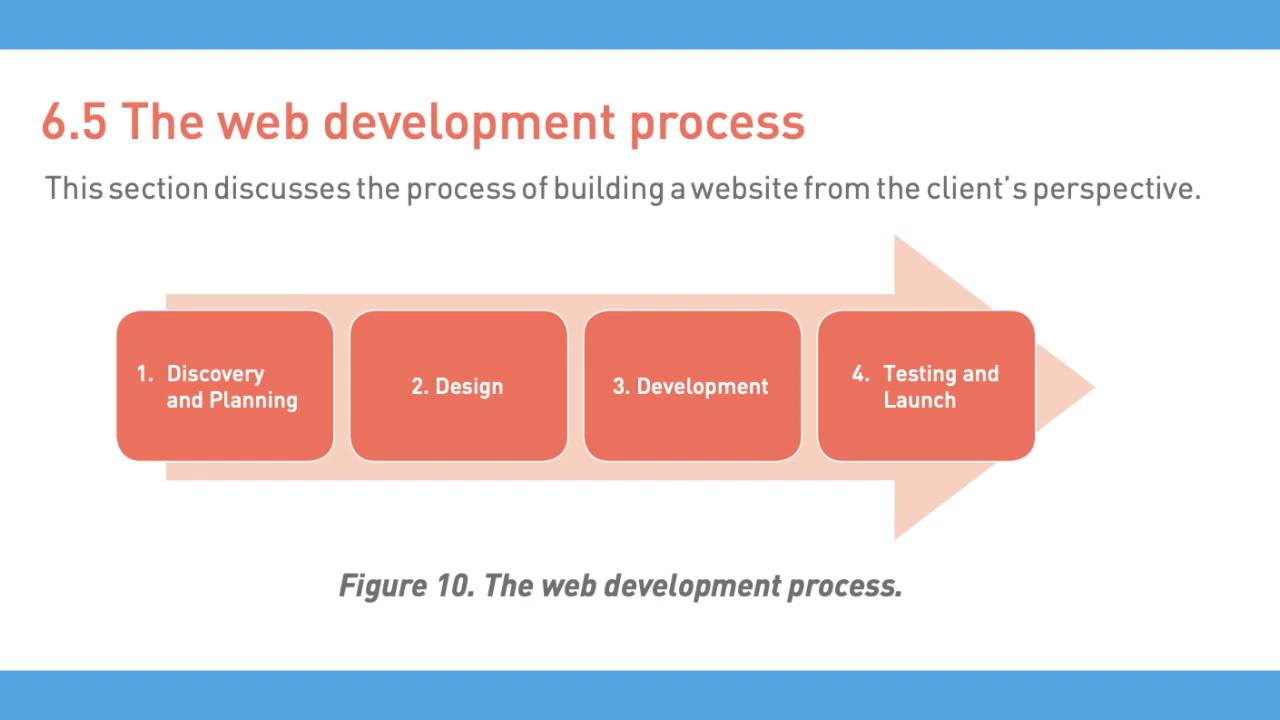 6.5 The web development process
This section discusses the process of building a website from the client's perspective.
1. Discovery
and Planning
2. Design
3. Development
4. Testing and
Launch
Figure 10. The web development process.